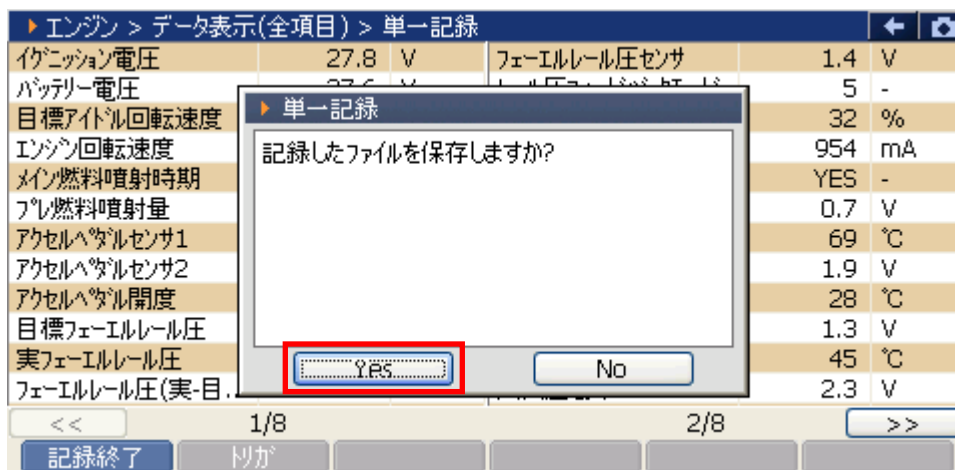 エンジン > データ表示(全項目) > 単一記録
イグニッション電圧 27.8 V フューエルレール圧センサ 1.4 V
バッテリー電圧 5 -
目標アイドル回転速度 32 %
エンジン回転速度 954 mA
メイン燃料噴射時期 YES -
プレ燃料噴射量 0.7 V
アクセルペダルセンサ1 69 ℃
アクセルペダルセンサ2 1.9 V
アクセルペダル開度 28 ℃
目標フューエルレール圧 1.3 V
実フューエルレール圧 45 ℃
フューエルレール圧(実-目... 2.3 V
単一記録
記録したファイルを保存しますか?
Yes No
<< 1/8 2/8 >>
記録終了 トリガ